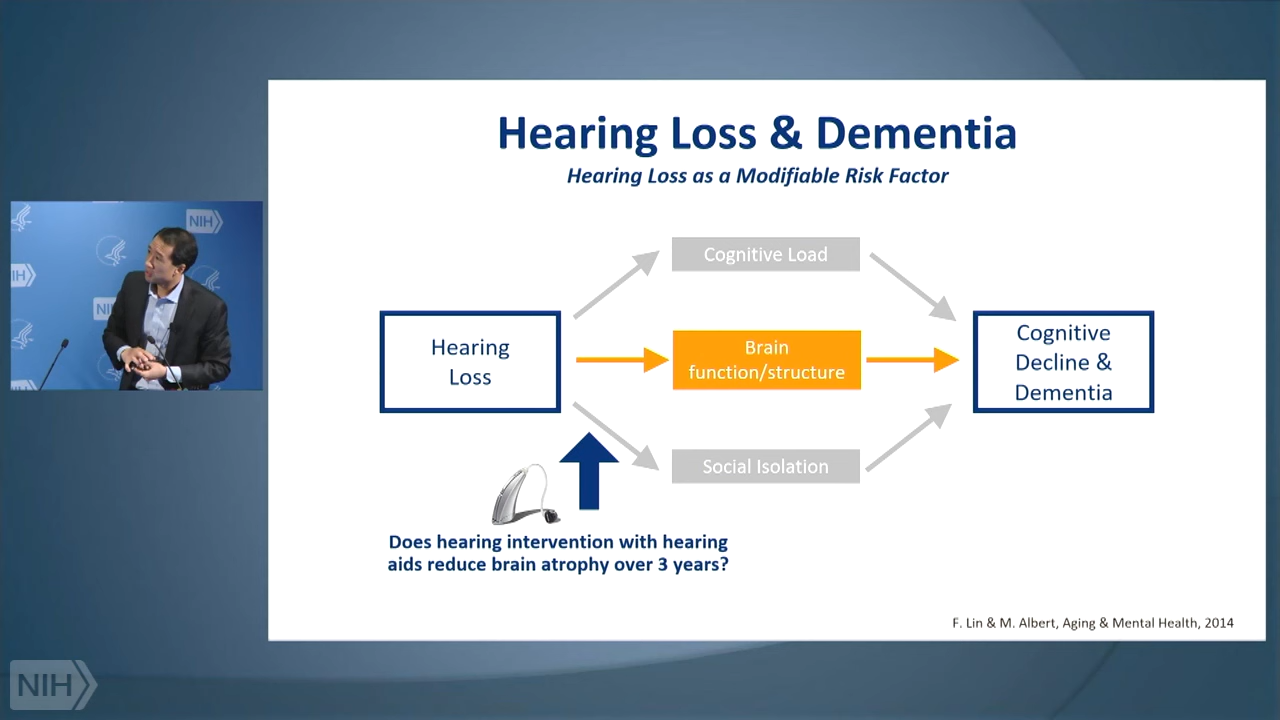 Hearing Loss & Dementia
Hearing Loss as a Modifiable Risk Factor
Cognitive Load
Hearing
Loss
Brain
function/structure
Cognitive
Decline &
Dementia
Social Isolation
Does hearing intervention with hearing
aids reduce brain atrophy over 3 years?
F. Lin & M. Albert, Aging & Mental Health, 2014
NIH
IH
NI
NIH